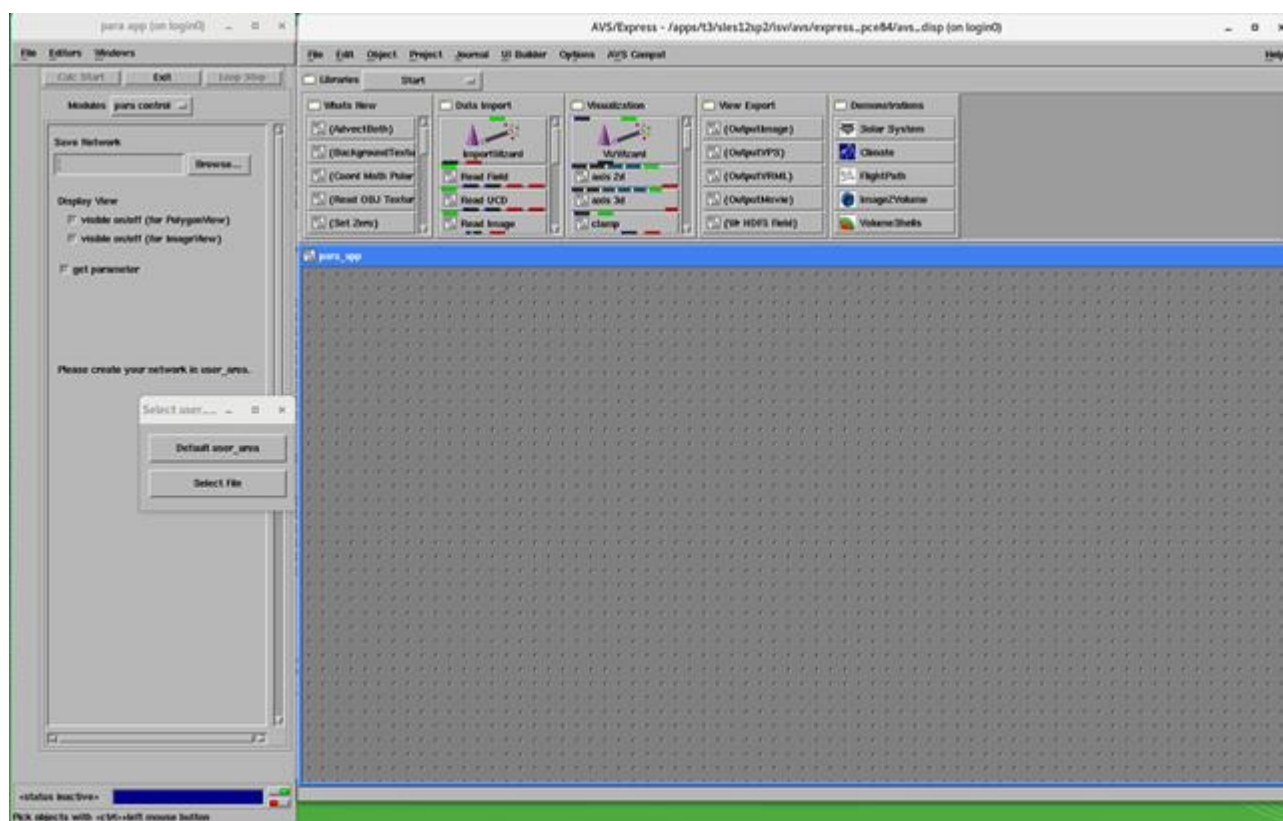 para app (on login0)
File Editors Windows
Calc Start Exit Loop Stop
Modules para control
Save Network
Browse...
Display View
visible on/off (for PolygonView)
visible on/off (for ImageView)
get parameter
Please create your network in user_area.
Select user....
Default user_area
Select File
<status inactive>
Pick objects with <ctrl>+left mouse button
AVS/Express - /apps/t3/sles12sp2/isv/avs/express_pce84/avs_disp (on login0)
File Edit Object Project Journal UI Builder Options AVS Compat Help
Libraries Start
Whats New
(AdvectBoth)
(BackgroundTextu
(Coord Math Polar
(Read OBJ Textur
(Set Zero)
Data Import
ImportWizard
Read Field
Read UCD
Read Image
Visualization
VizWizard
axis 2d
axis 3d
clamp
View Export
(OutputImage)
(OutputVPS)
(OutputVRML)
(OutputMovie)
(Wr HDF5 Field)
Demonstrations
Solar System
Climate
FlightPath
Image2Volume
VolumeShells
para_app